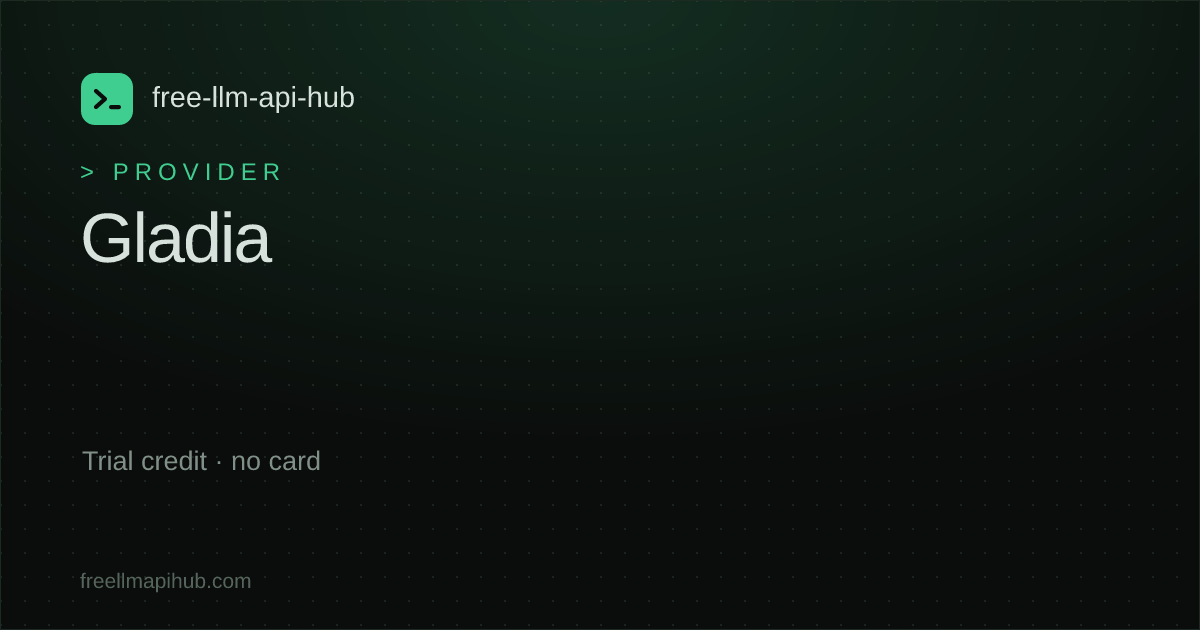 free-llm-api-hub
> PROVIDER
Gladia
Trial credit · no card
freellmapihub.com